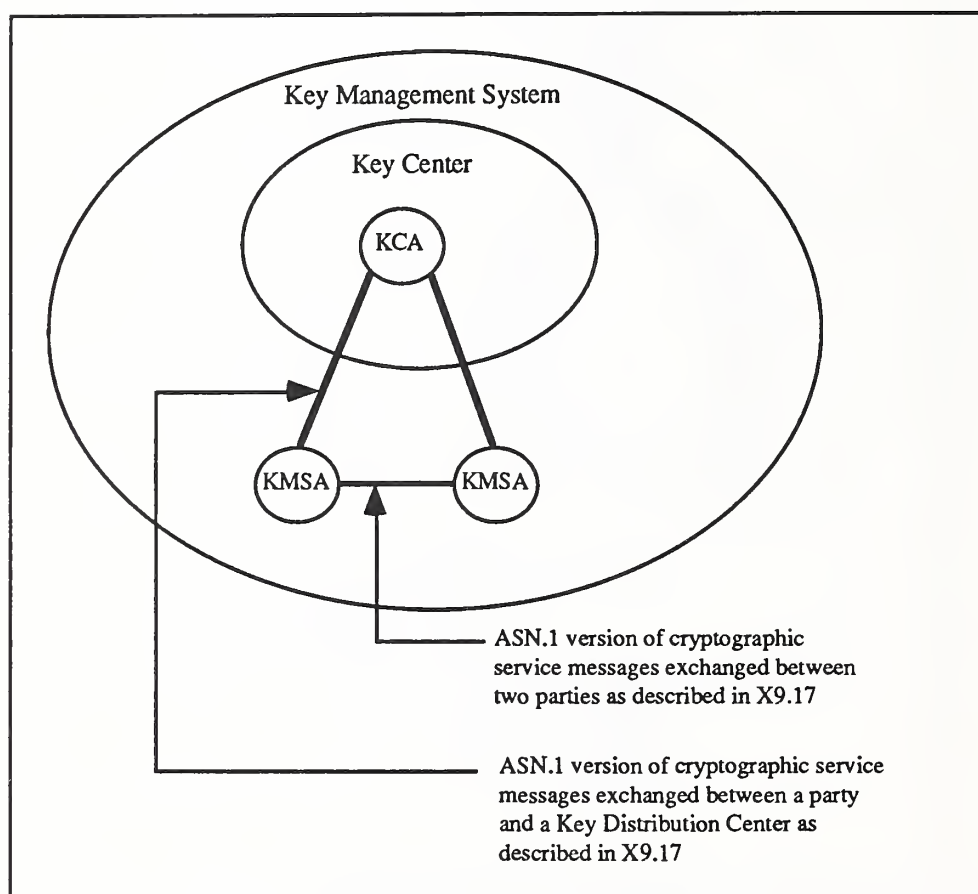 Key Management System
Key Center
KCA
KMSA
KMSA
ASN.1 version of cryptographic
service messages exchanged between
two parties as described in X9.17
ASN.1 version of cryptographic service
messages exchanged between a party
and a Key Distribution Center as
described in X9.17